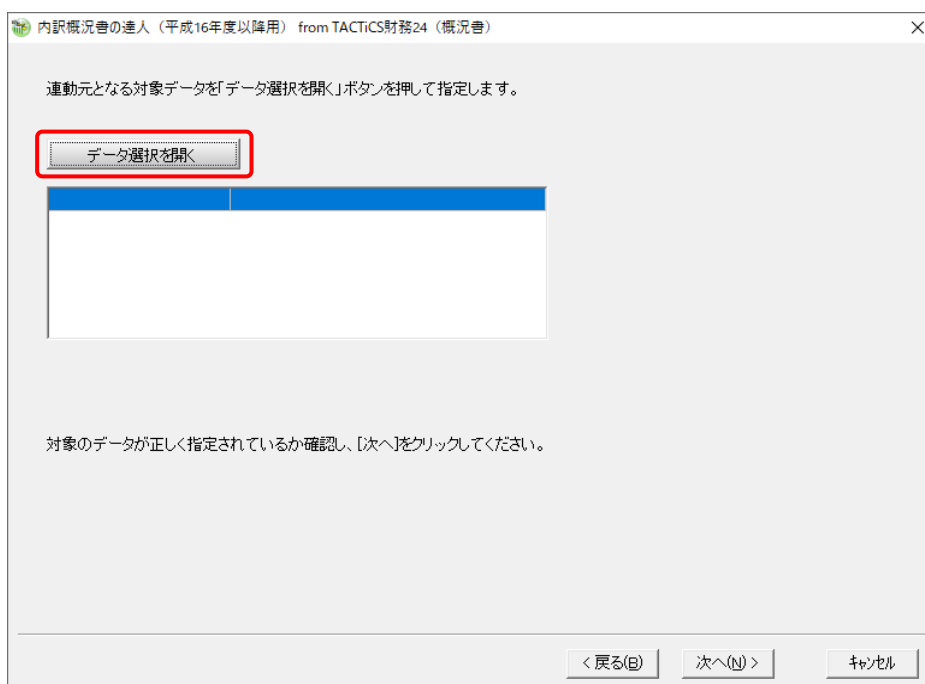 内訳概況書の達人（平成16年度以降用） from TACTiCS財務24（概況書）
連動元となる対象データを「データ選択を開く」ボタンを押して指定します。
データ選択を開く
対象のデータが正しく指定されているか確認し、[次へ]をクリックしてください。
< 戻る(B)
次へ(N) >
キャンセル